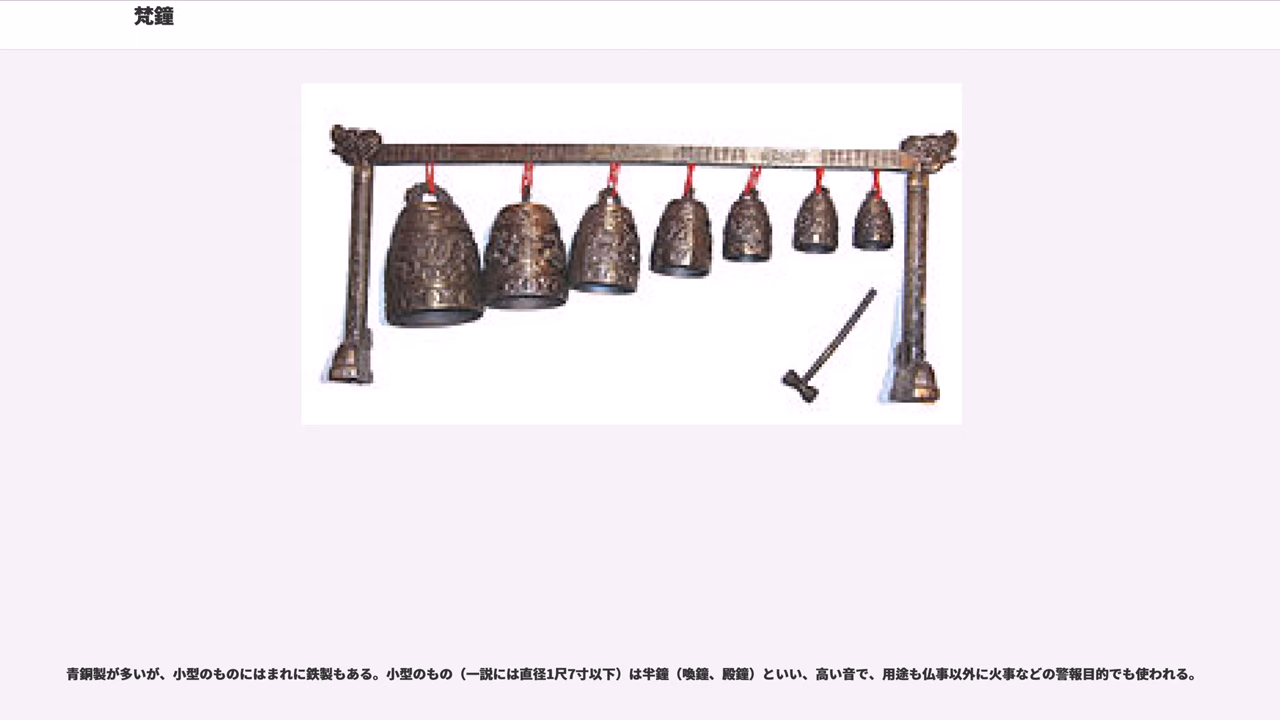 梵鐘
青銅製が多いが、小型のものにはまれに鉄製もある。小型のもの（一説には直径1尺7寸以下）は半鐘（喚鐘、殿鐘）といい、高い音で、用途も仏事以外に火事などの警報目的でも使われる。